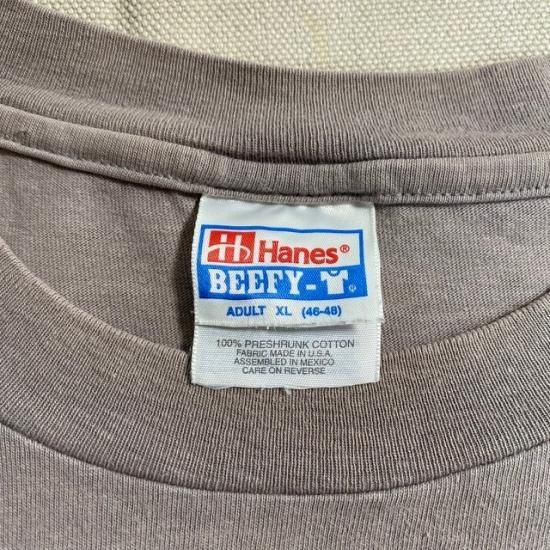 Hanes®
BEEFY-T®
ADULT XL (46-48)
100% PRESHRUNK COTTON
FABRIC MADE IN U.S.A.
ASSEMBLED IN MEXICO
CARE ON REVERSE